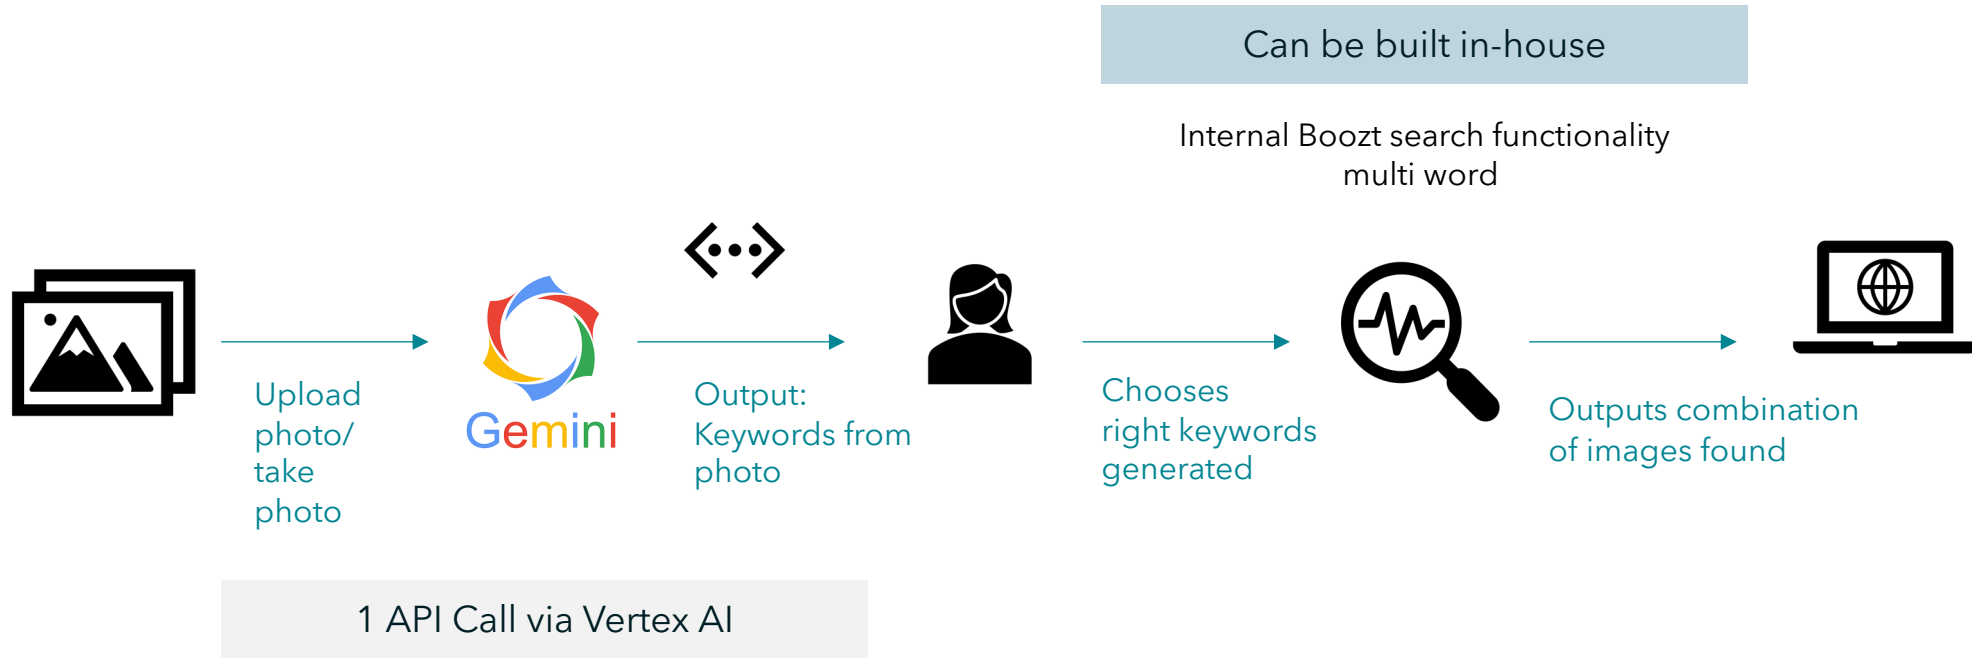 Can be built in-house
Internal Boozt search functionality
multi word
Upload
photo/
take
photo
Gemini
Output:
Keywords from
photo
Chooses
right keywords
generated
Outputs combination
of images found
1 API Call via Vertex AI